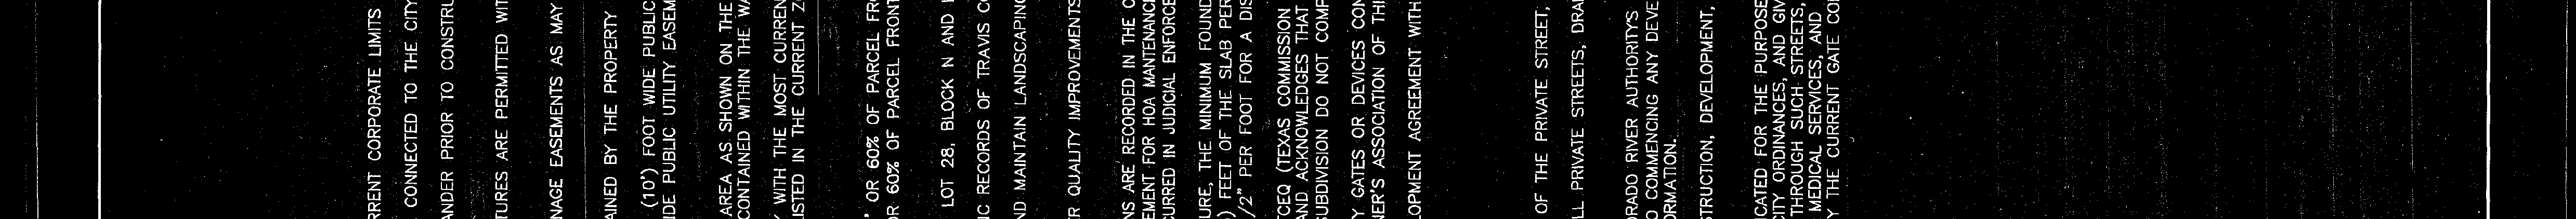 RRENT CORPORATE LIMITS
CONNECTED TO THE CITY
ANDER PRIOR TO CONSTRU
TURES ARE PERMITTED WIT
NAGE EASEMENTS AS MAY
AINED BY THE PROPERTY
(10') FOOT WIDE PUBLIC
IDE PUBLIC UTILITY EASEM
AREA AS SHOWN ON THE
CONTAINED WITHIN THE WA
WITH THE MOST CURREN
ISTED IN THE CURRENT Z
' OR 60% OF PARCEL FR
R 60% OF PARCEL FRONT
LOT 28, BLOCK N AND
IC RECORDS OF TRAVIS C
ND MAINTAIN LANDSCAPING
R QUALITY IMPROVEMENTS
NS ARE RECORDED IN THE
EMENT FOR HOA MANTENANC
CURRED IN JUDICIAL ENFORCE
URE, THE MINIMUM FOUND
) FEET OF THE SLAB PER
/2" PER FOOT FOR A DIS
CEQ (TEXAS COMMISSION
AND ACKNOWLEDGES THAT
UBDIVISION DO NOT COMP
Y GATES OR DEVICES CON
NER'S ASSOCIATION OF THI
LOPMENT AGREEMENT WITH
OF THE PRIVATE STREET,
LL PRIVATE STREETS, DRA
RADO RIVER AUTHORITY'S
O COMMENCING ANY DEVE
ORMATION.
STRUCTION, DEVELOPMENT,
CATED FOR THE PURPOSE
CITY ORDINANCES, AND GIV
THROUGH SUCH STREETS,
MEDICAL SERVICES, AND
Y THE CURRENT GATE CO